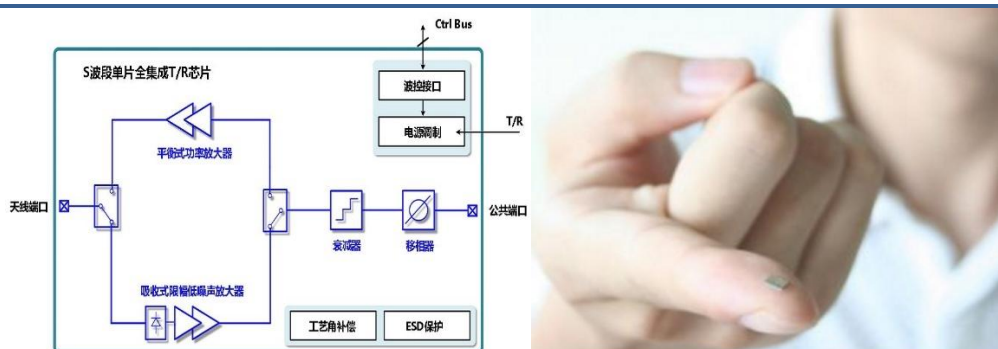 Ctrl Bus
S波段单片全集成T/R芯片
波控接口
电源调制
T/R
平衡式功率放大器
天线端口
公共端口
衰减器
移相器
吸收式限幅低噪声放大器
工艺角补偿
ESD保护